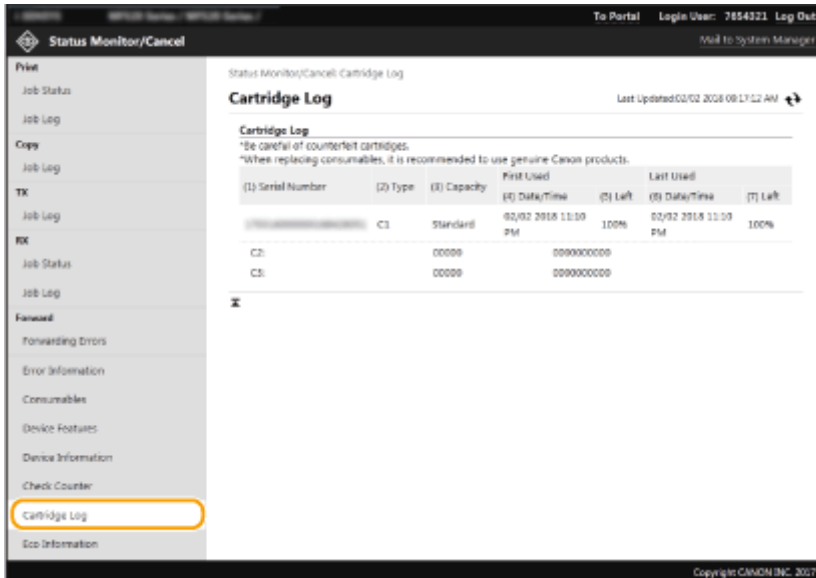 To Portal Login User: 7654321 Log Out
Status Monitor/Cancel
Mail to System Manager
Print
Job Status
Job Log
Copy
Job Log
TX
Job Log
RX
Job Status
Job Log
Forward
Forwarding Errors
Error Information
Consumables
Device Features
Device Information
Check Counter
Cartridge Log
Eco Information
Status Monitor/Cancel: Cartridge Log
Cartridge Log
Last Updated:02/02 2018 08:17:12 AM
Cartridge Log
*Be careful of counterfeit cartridges.
*When replacing consumables, it is recommended to use genuine Canon products.
(1) Serial Number (2) Type (3) Capacity First Used Last Used
(4) Date/Time (5) Left (6) Date/Time (7) Left
C1 Standard 02/02 2018 11:10 PM 100% 02/02 2018 11:10 PM 100%
C2: 00000 0000000000
C3: 00000 0000000000
Copyright CANON INC. 2017